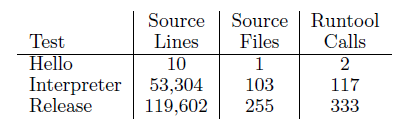 Source Source Runtool
Test Lines Files Calls
Hello 10 1 2
Interpreter 53,304 103 117
Release 119,602 255 333